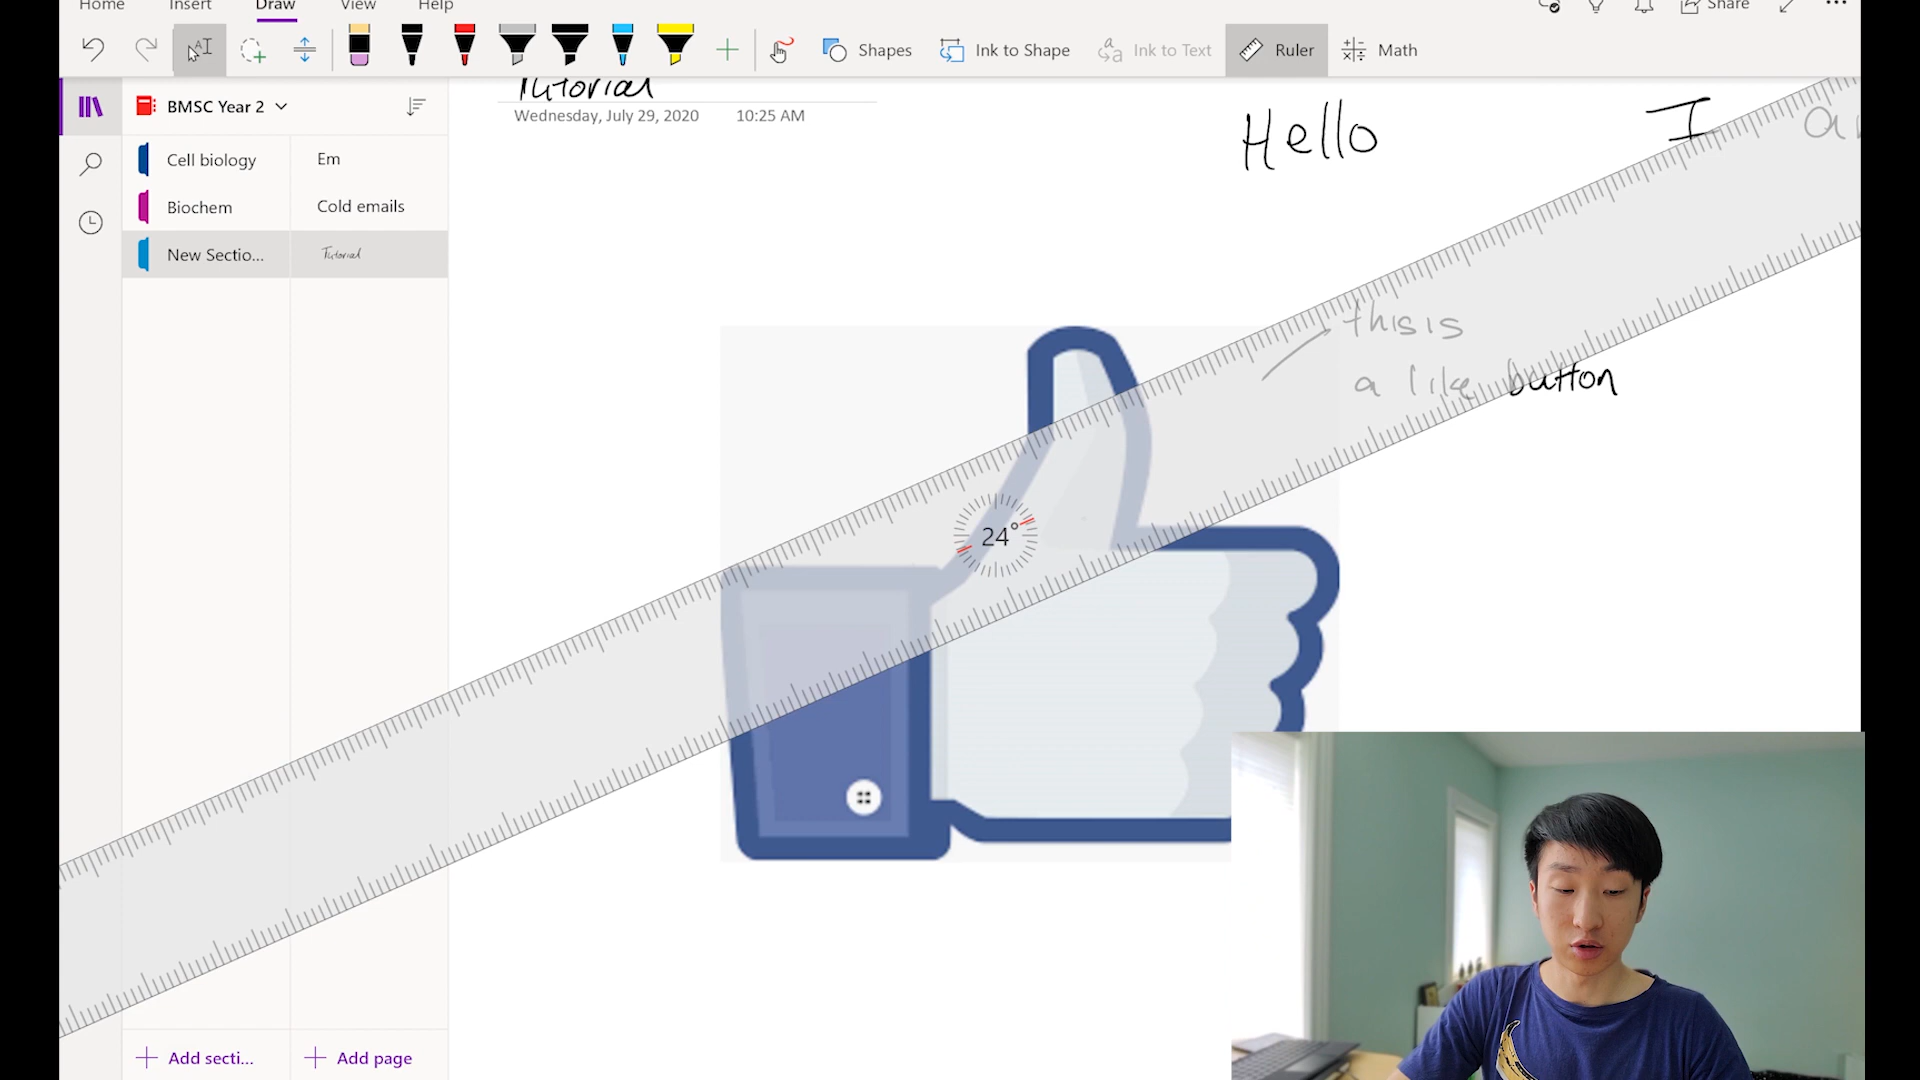 Home Insert Draw View Help Share
Shapes Ink to Shape Ink to Text Ruler Math
BMSC Year 2
Tutorial
Wednesday, July 29, 2020 10:25 AM
Cell biology Em
Biochem Cold emails
New Sectio... Tutorial
Hello I
this is
a like button
24°
Add secti... Add page